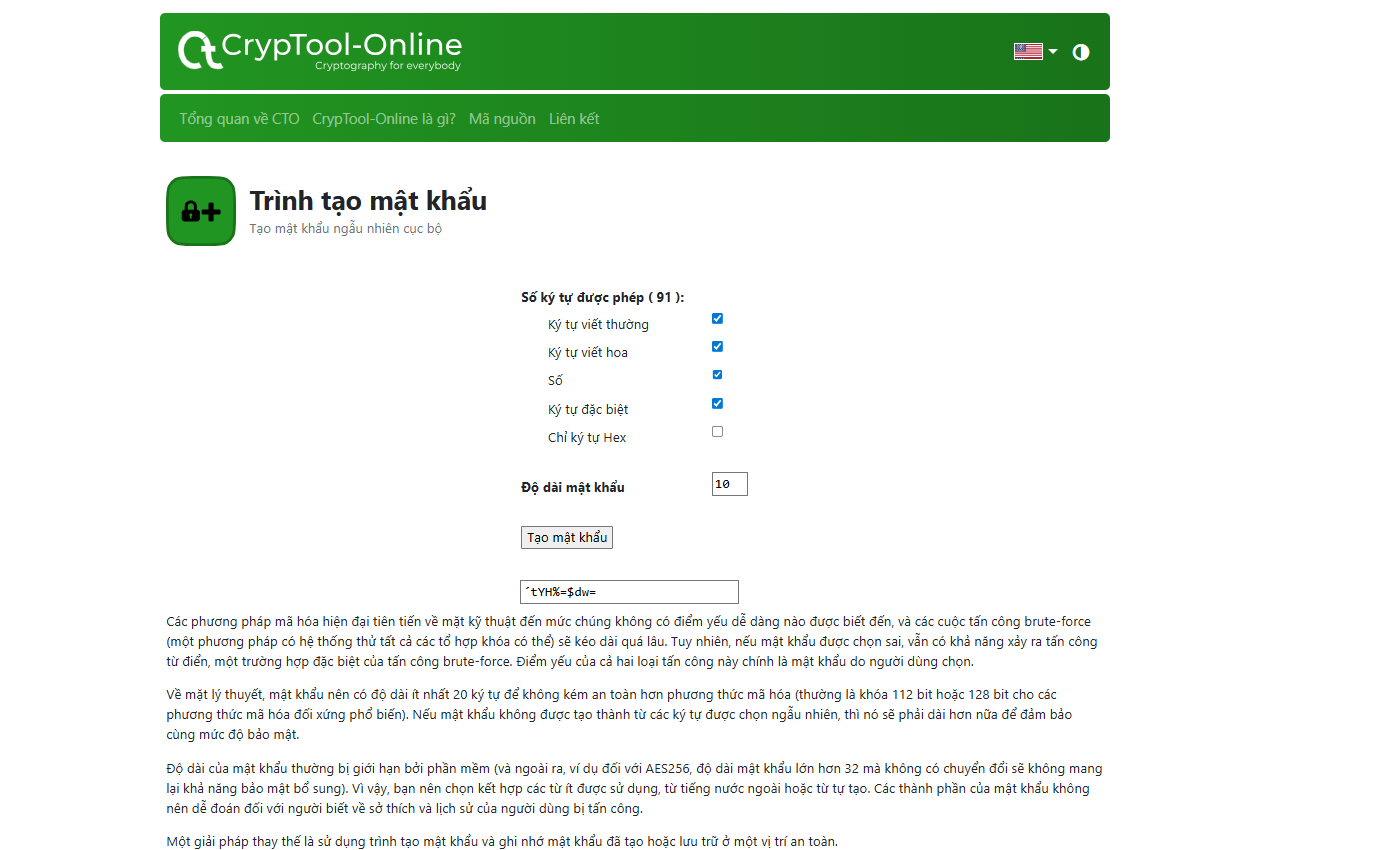 CrypTool-Online
Cryptography for everybody
Tổng quan về CTO CrypTool-Online là gì? Mã nguồn Liên kết
Trình tạo mật khẩu
Tạo mật khẩu ngẫu nhiên cục bộ
Số ký tự được phép ( 91 ):
Ký tự viết thường
Ký tự viết hoa
Số
Ký tự đặc biệt
Chỉ ký tự Hex
Độ dài mật khẩu 10
Tạo mật khẩu
´tYH%=$dw=
Các phương pháp mã hóa hiện đại tiên tiến về mặt kỹ thuật đến mức chúng không có điểm yếu dễ dàng nào được biết đến, và các cuộc tấn công brute-force
(một phương pháp có hệ thống thử tất cả các tổ hợp khóa có thể) sẽ kéo dài quá lâu. Tuy nhiên, nếu mật khẩu được chọn sai, vẫn có khả năng xảy ra tấn công
từ điển, một trường hợp đặc biệt của tấn công brute-force. Điểm yếu của cả hai loại tấn công này chính là mật khẩu do người dùng chọn.
Về mặt lý thuyết, mật khẩu nên có độ dài ít nhất 20 ký tự để không kém an toàn hơn phương thức mã hóa (thường là khóa 112 bit hoặc 128 bit cho các
phương thức mã hóa đối xứng phổ biến). Nếu mật khẩu không được tạo thành từ các ký tự được chọn ngẫu nhiên, thì nó sẽ phải dài hơn nữa để đảm bảo
cùng mức độ bảo mật.
Độ dài của mật khẩu thường bị giới hạn bởi phần mềm (và ngoài ra, ví dụ đối với AES256, độ dài mật khẩu lớn hơn 32 mà không có chuyển đổi sẽ không mang
lại khả năng bảo mật bổ sung). Vì vậy, bạn nên chọn kết hợp các từ ít được sử dụng, từ tiếng nước ngoài hoặc từ tự tạo. Các thành phần của mật khẩu không
nên dễ đoán đối với người biết về sở thích và lịch sử của người dùng bị tấn công.
Một giải pháp thay thế là sử dụng trình tạo mật khẩu và ghi nhớ mật khẩu đã tạo hoặc lưu trữ ở một vị trí an toàn.